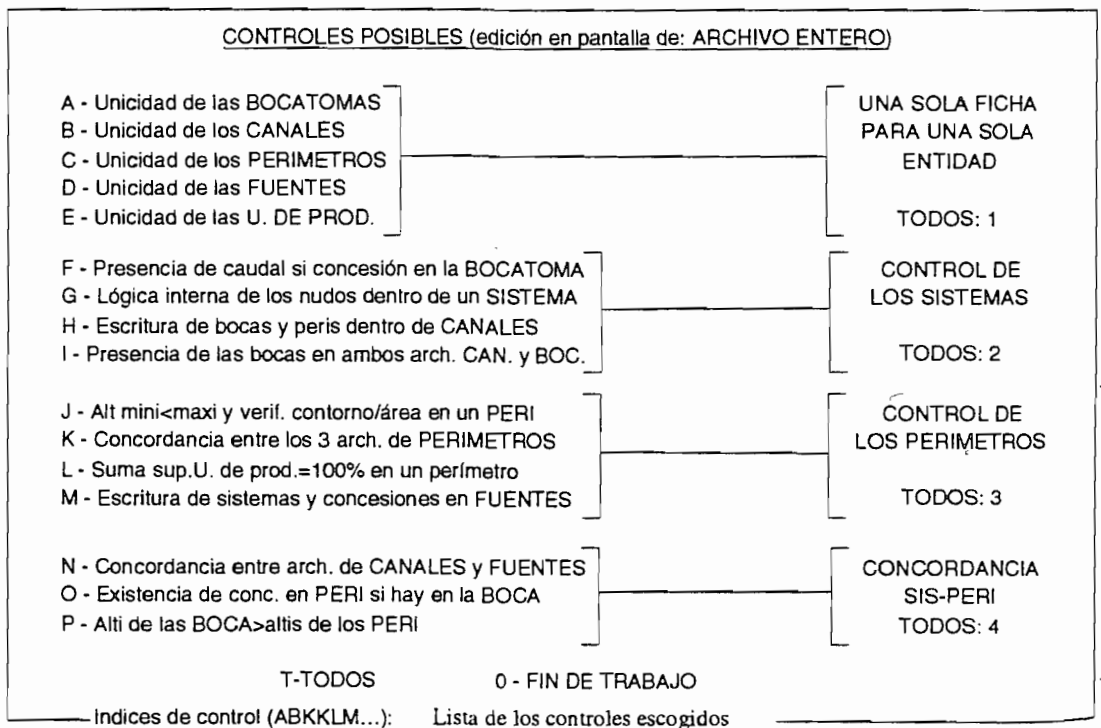 CONTROLES POSIBLES (edición en pantalla de: ARCHIVO ENTERO)
A - Unicidad de las BOCATOMAS
B - Unicidad de los CANALES
C - Unicidad de los PERIMETROS
D - Unicidad de las FUENTES
E - Unicidad de las U. DE PROD.
UNA SOLA FICHA
PARA UNA SOLA
ENTIDAD
TODOS: 1
F - Presencia de caudal si concesión en la BOCATOMA
G - Lógica interna de los nudos dentro de un SISTEMA
H - Escritura de bocas y peris dentro de CANALES
I - Presencia de las bocas en ambos arch. CAN. y BOC.
CONTROL DE
LOS SISTEMAS
TODOS: 2
J - Alt mini<maxi y verif. contorno/área en un PERI
K - Concordancia entre los 3 arch. de PERIMETROS
L - Suma sup.U. de prod.=100% en un perímetro
M - Escritura de sistemas y concesiones en FUENTES
CONTROL DE
LOS PERIMETROS
TODOS: 3
N - Concordancia entre arch. de CANALES y FUENTES
O - Existencia de conc. en PERI si hay en la BOCA
P - Alti de las BOCA>altis de los PERI
CONCORDANCIA
SIS-PERI
TODOS: 4
T-TODOS 0 - FIN DE TRABAJO
Indices de control (ABKKLM...): Lista de los controles escogidos